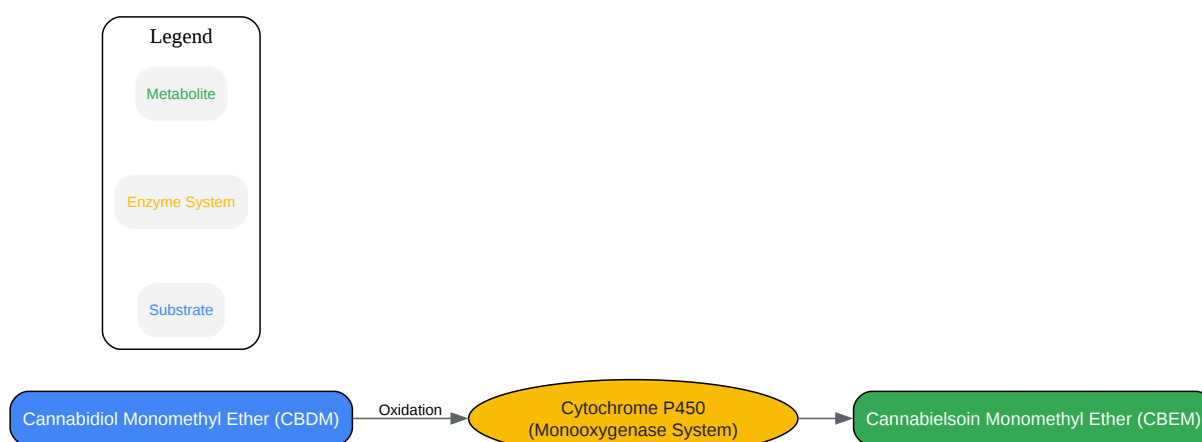 Legend
Metabolite
Enzyme System
Substrate
Cannabidiol Monomethyl Ether (CBDM)
Oxidation
Cytochrome P450
(Monooxygenase System)
Cannabielsoin Monomethyl Ether (CBEM)